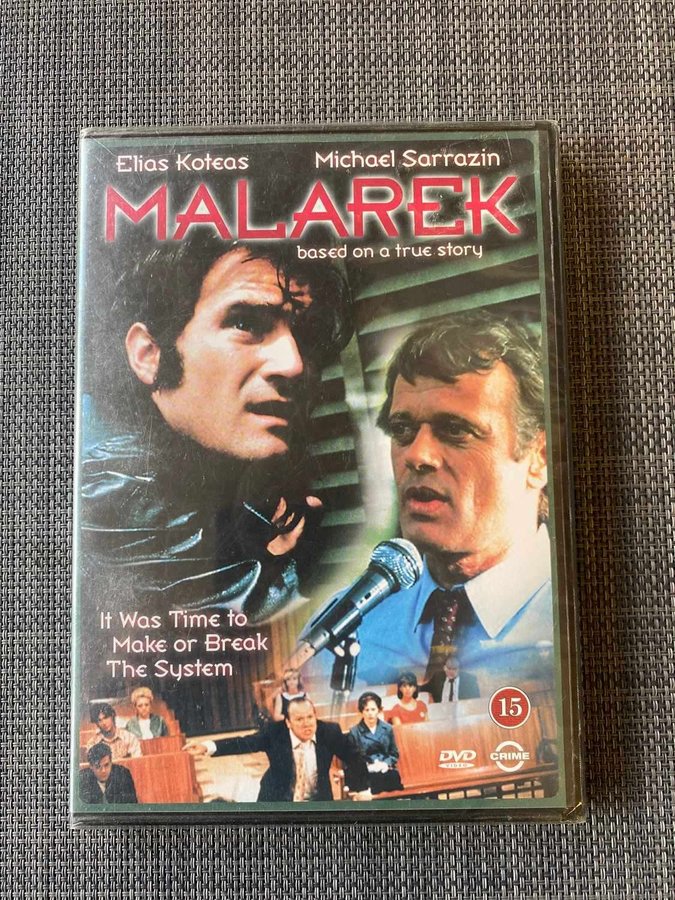 Elias Koteas Michael Sarrazin
MALAREK
based on a true story
It Was Time to
Make or Break
The System
15
DVD
VIDEO
CRIME